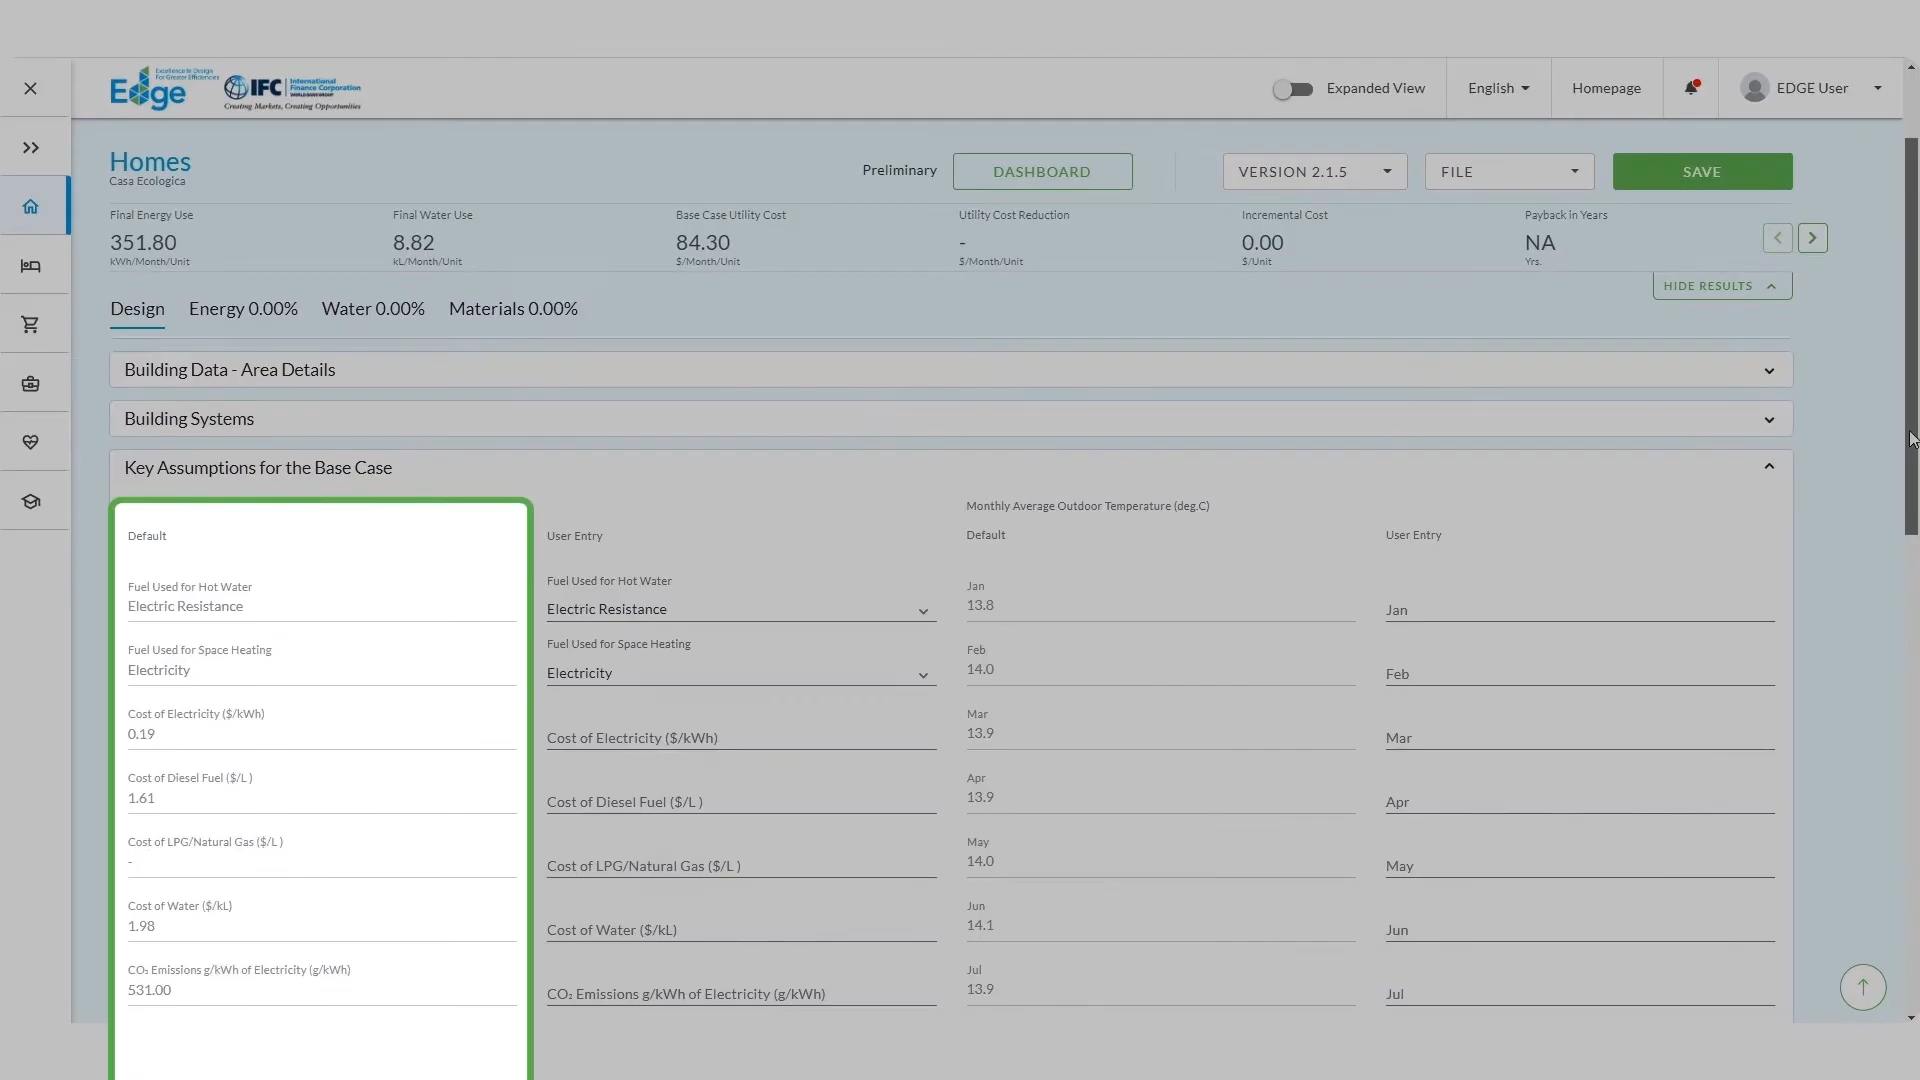 Edge
Excellence in Design
For Greater Efficiencies
IFC
International
Finance Corporation
WORLD BANK GROUP
Creating Markets, Creating Opportunities
Expanded View
English
Homepage
EDGE User
Homes
Casa Ecologica
Preliminary
DASHBOARD
VERSION 2.1.5
FILE
SAVE
Final Energy Use
351.80
kWh/Month/Unit
Final Water Use
8.82
kL/Month/Unit
Base Case Utility Cost
84.30
$/Month/Unit
Utility Cost Reduction
-
$/Month/Unit
Incremental Cost
0.00
$/Unit
Payback in Years
NA
Yrs.
HIDE RESULTS
Design
Energy 0.00%
Water 0.00%
Materials 0.00%
Building Data - Area Details
Building Systems
Key Assumptions for the Base Case
Default
Fuel Used for Hot Water
Electric Resistance
Fuel Used for Space Heating
Electricity
Cost of Electricity ($/kWh)
0.19
Cost of Diesel Fuel ($/L )
1.61
Cost of LPG/Natural Gas ($/L )
-
Cost of Water ($/kL)
1.98
CO₂ Emissions g/kWh of Electricity (g/kWh)
531.00
User Entry
Fuel Used for Hot Water
Electric Resistance
Fuel Used for Space Heating
Electricity
Cost of Electricity ($/kWh)
Cost of Diesel Fuel ($/L )
Cost of LPG/Natural Gas ($/L )
Cost of Water ($/kL)
CO₂ Emissions g/kWh of Electricity (g/kWh)
Monthly Average Outdoor Temperature (deg.C)
Default
Jan
13.8
Feb
14.0
Mar
13.9
Apr
13.9
May
14.0
Jun
14.1
Jul
13.9
User Entry
Jan
Feb
Mar
Apr
May
Jun
Jul